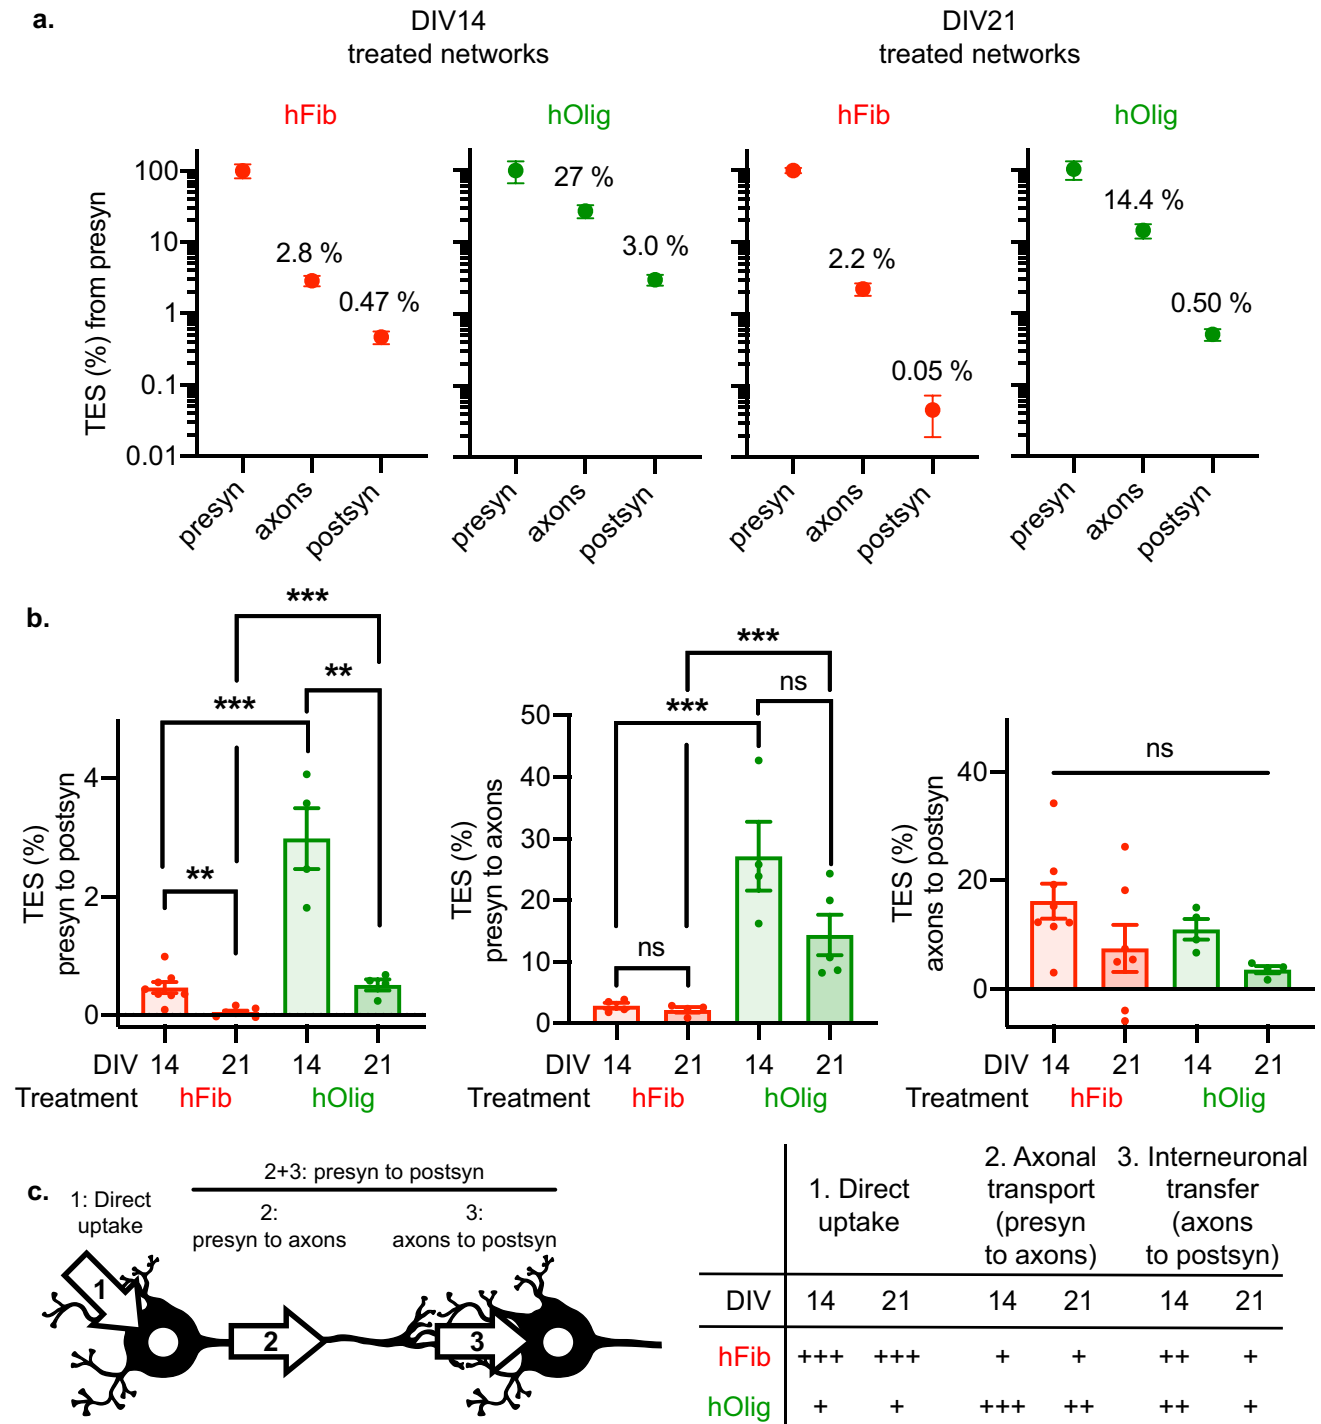 a.
DIV14
treated networks
DIV21
treated networks
hFib
hOlig
hFib
hOlig
TES (%) from presyn
100
10
1
0.1
0.01
2.8 %
0.47 %
27 %
3.0 %
2.2 %
0.05 %
14.4 %
0.50 %
presyn
axons
postsyn
presyn
axons
postsyn
presyn
axons
postsyn
presyn
axons
postsyn
b.
TES (%)
presyn to postsyn
4
2
0
***
***
**
**
DIV 14 21 14 21
Treatment hFib hOlig
TES (%)
presyn to axons
50
40
30
20
10
0
***
***
ns
ns
DIV 14 21 14 21
Treatment hFib hOlig
TES (%)
axons to postsyn
40
20
0
ns
DIV 14 21 14 21
Treatment hFib hOlig
c.
2+3: presyn to postsyn
1: Direct
uptake
2:
presyn to axons
3:
axons to postsyn
1
2
3
1. Direct
uptake
2. Axonal
transport
(presyn
to axons)
3. Interneuronal
transfer
(axons
to postsyn)
DIV 14 21 14 21 14 21
hFib +++ +++ + + ++ +
hOlig + + +++ ++ ++ +